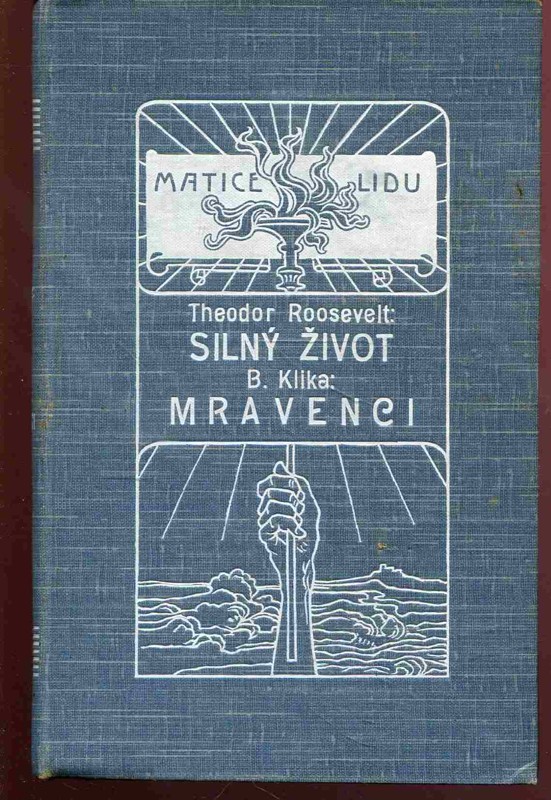 MATICE LIDU
Theodor Roosevelt:
SILNÝ ŽIVOT
B. Klika:
MRAVENCI